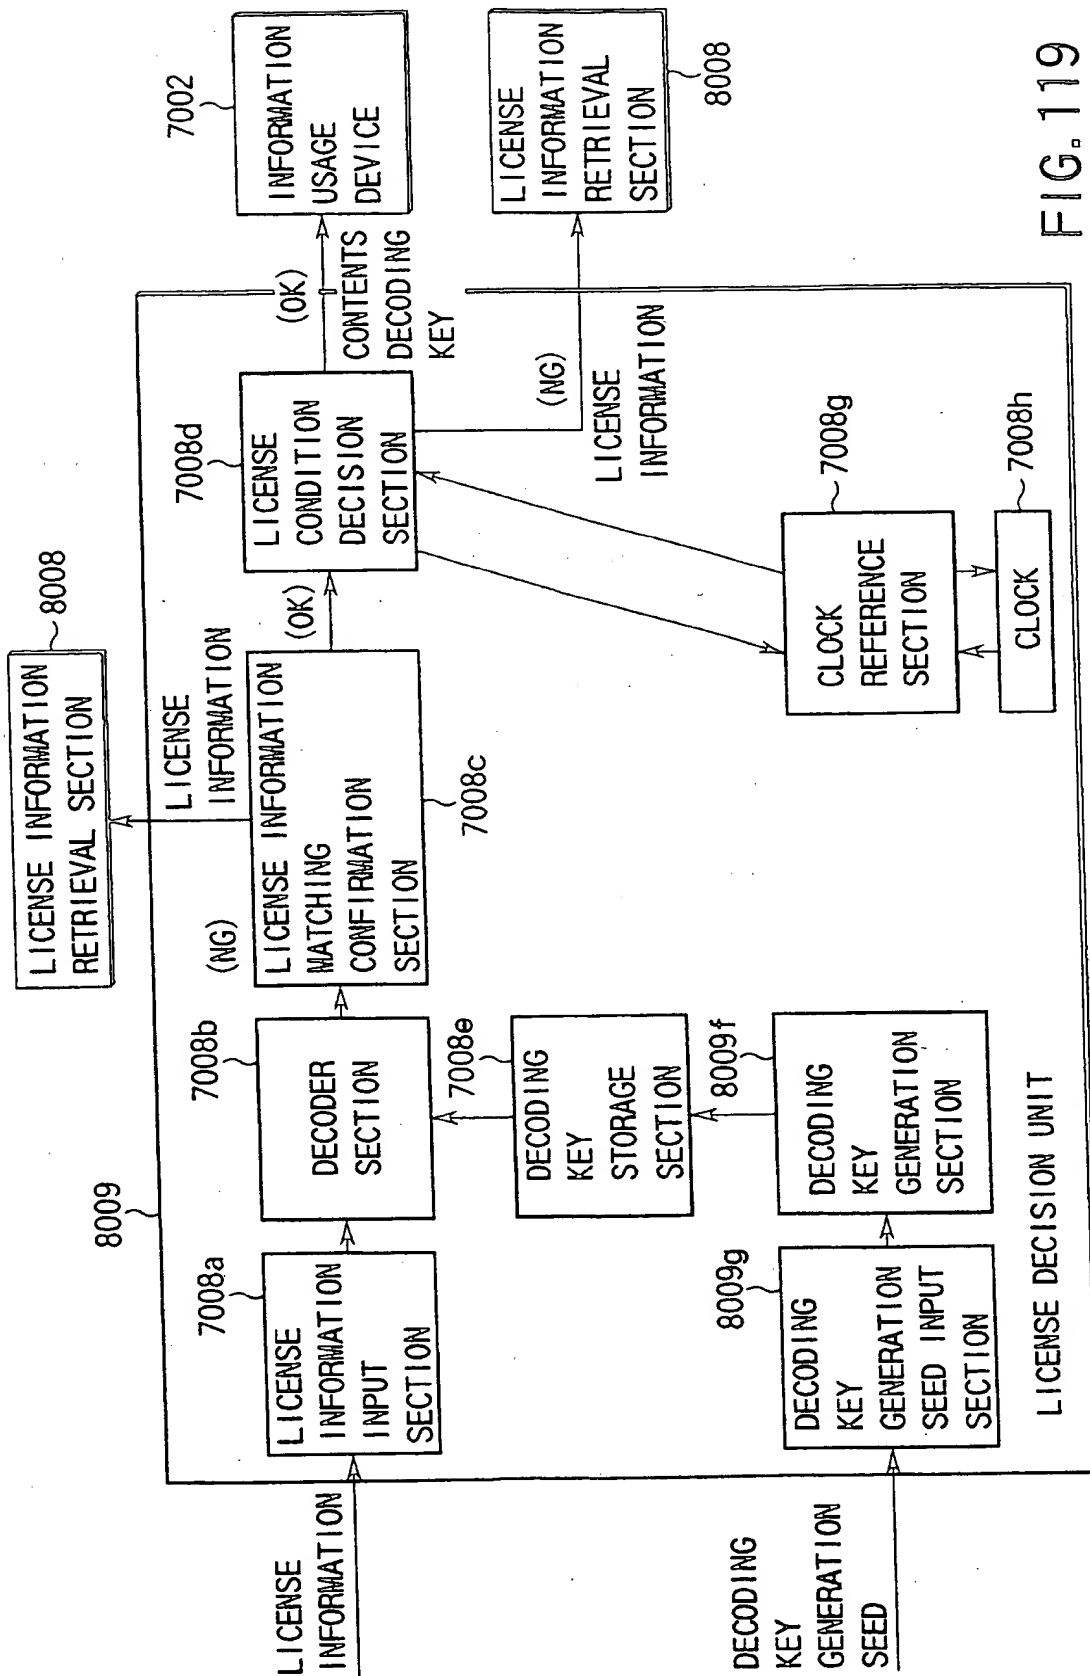 8009
LICENSE
INFORMATION
7008a
LICENSE
INFORMATION
INPUT
SECTION
7008b
DECODER
SECTION
(NG)
LICENSE INFORMATION
MATCHING
CONFIRMATION
SECTION
7008c
LICENSE INFORMATION
RETRIEVAL SECTION
8008
LICENSE
INFORMATION
(OK)
7008d
LICENSE
CONDITION
DECISION
SECTION
(OK)
CONTENTS
DECODING
KEY
7002
INFORMATION
USAGE
DEVICE
(NG)
LICENSE
INFORMATION
LICENSE
INFORMATION
RETRIEVAL
SECTION
8008
7008e
DECODING
KEY
STORAGE
SECTION
DECODING
KEY
GENERATION
SEED
8009g
DECODING
KEY
GENERATION
SEED INPUT
SECTION
8009f
DECODING
KEY
GENERATION
SECTION
CLOCK
REFERENCE
SECTION
7008g
CLOCK
7008h
LICENSE DECISION UNIT
FIG. 119